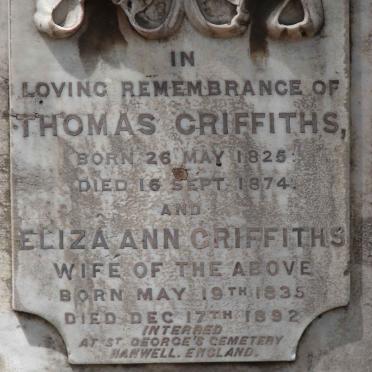 IN
LOVING REMEMBRANCE OF
THOMAS GRIFFITHS,
BORN 26 MAY 1825.
DIED 16 SEPT. 1874.
AND
ELIZA ANN GRIFFITHS
WIFE OF THE ABOVE
BORN MAY 19TH 1835
DIED DEC 17TH 1892
INTERRED
AT ST. GEORGE'S CEMETERY
HANWELL. ENGLAND.